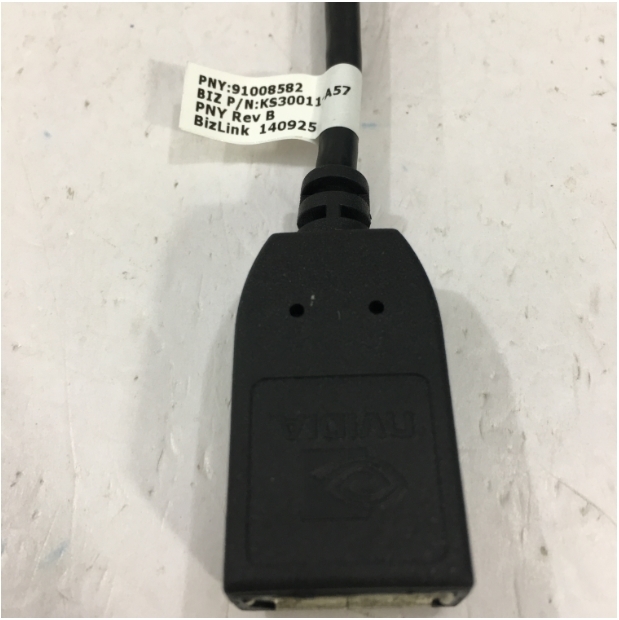 PNY:91008582
BIZ P/N:KS30011-A57
PNY Rev B
BizLink 140925
NVIDIA